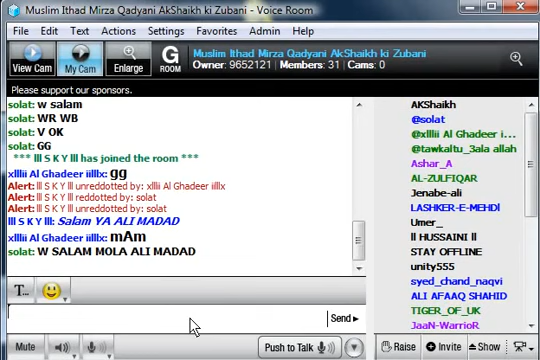 Muslim Ithad Mirza Qadyani AkShaikh ki Zubani - Voice Room
File Edit Text Actions Settings Favorites Admin Help
View Cam
My Cam
Enlarge
G
ROOM
Muslim Ithad Mirza Qadyani AkShaikh ki Zubani
Owner: 9652121 | Members: 31 | Cams: 0
Please support our sponsors.
solat: w salam
solat: WR WB
solat: V OK
solat: GG
*** lll S K Y lll has joined the room ***
xlllii Al Ghadeer iilllx: gg
Alert: lll S K Y lll unreddotted by: xlllii Al Ghadeer iilllx
Alert: lll S K Y lll reddotted by: solat
Alert: lll S K Y lll unreddotted by: solat
lll S K Y lll: Salam YA ALI MADAD
xlllii Al Ghadeer iilllx: mAm
solat: W SALAM MOLA ALI MADAD
AKShaikh
@solat
@xlllii Al Ghadeer i...
@tawkaltu_3ala allah
Ashar_A
AL-ZULFIQAR
Jenabe-ali
LASHKER-E-MEHDI
Umer_
ll HUSSAINI ll
STAY OFFLINE
unity555
syed_chand_naqvi
ALI AFAAQ SHAHID
TIGER_OF_UK
JaaN-WarrioR
T...
Send
Mute
Push to Talk
Raise
Invite
Show